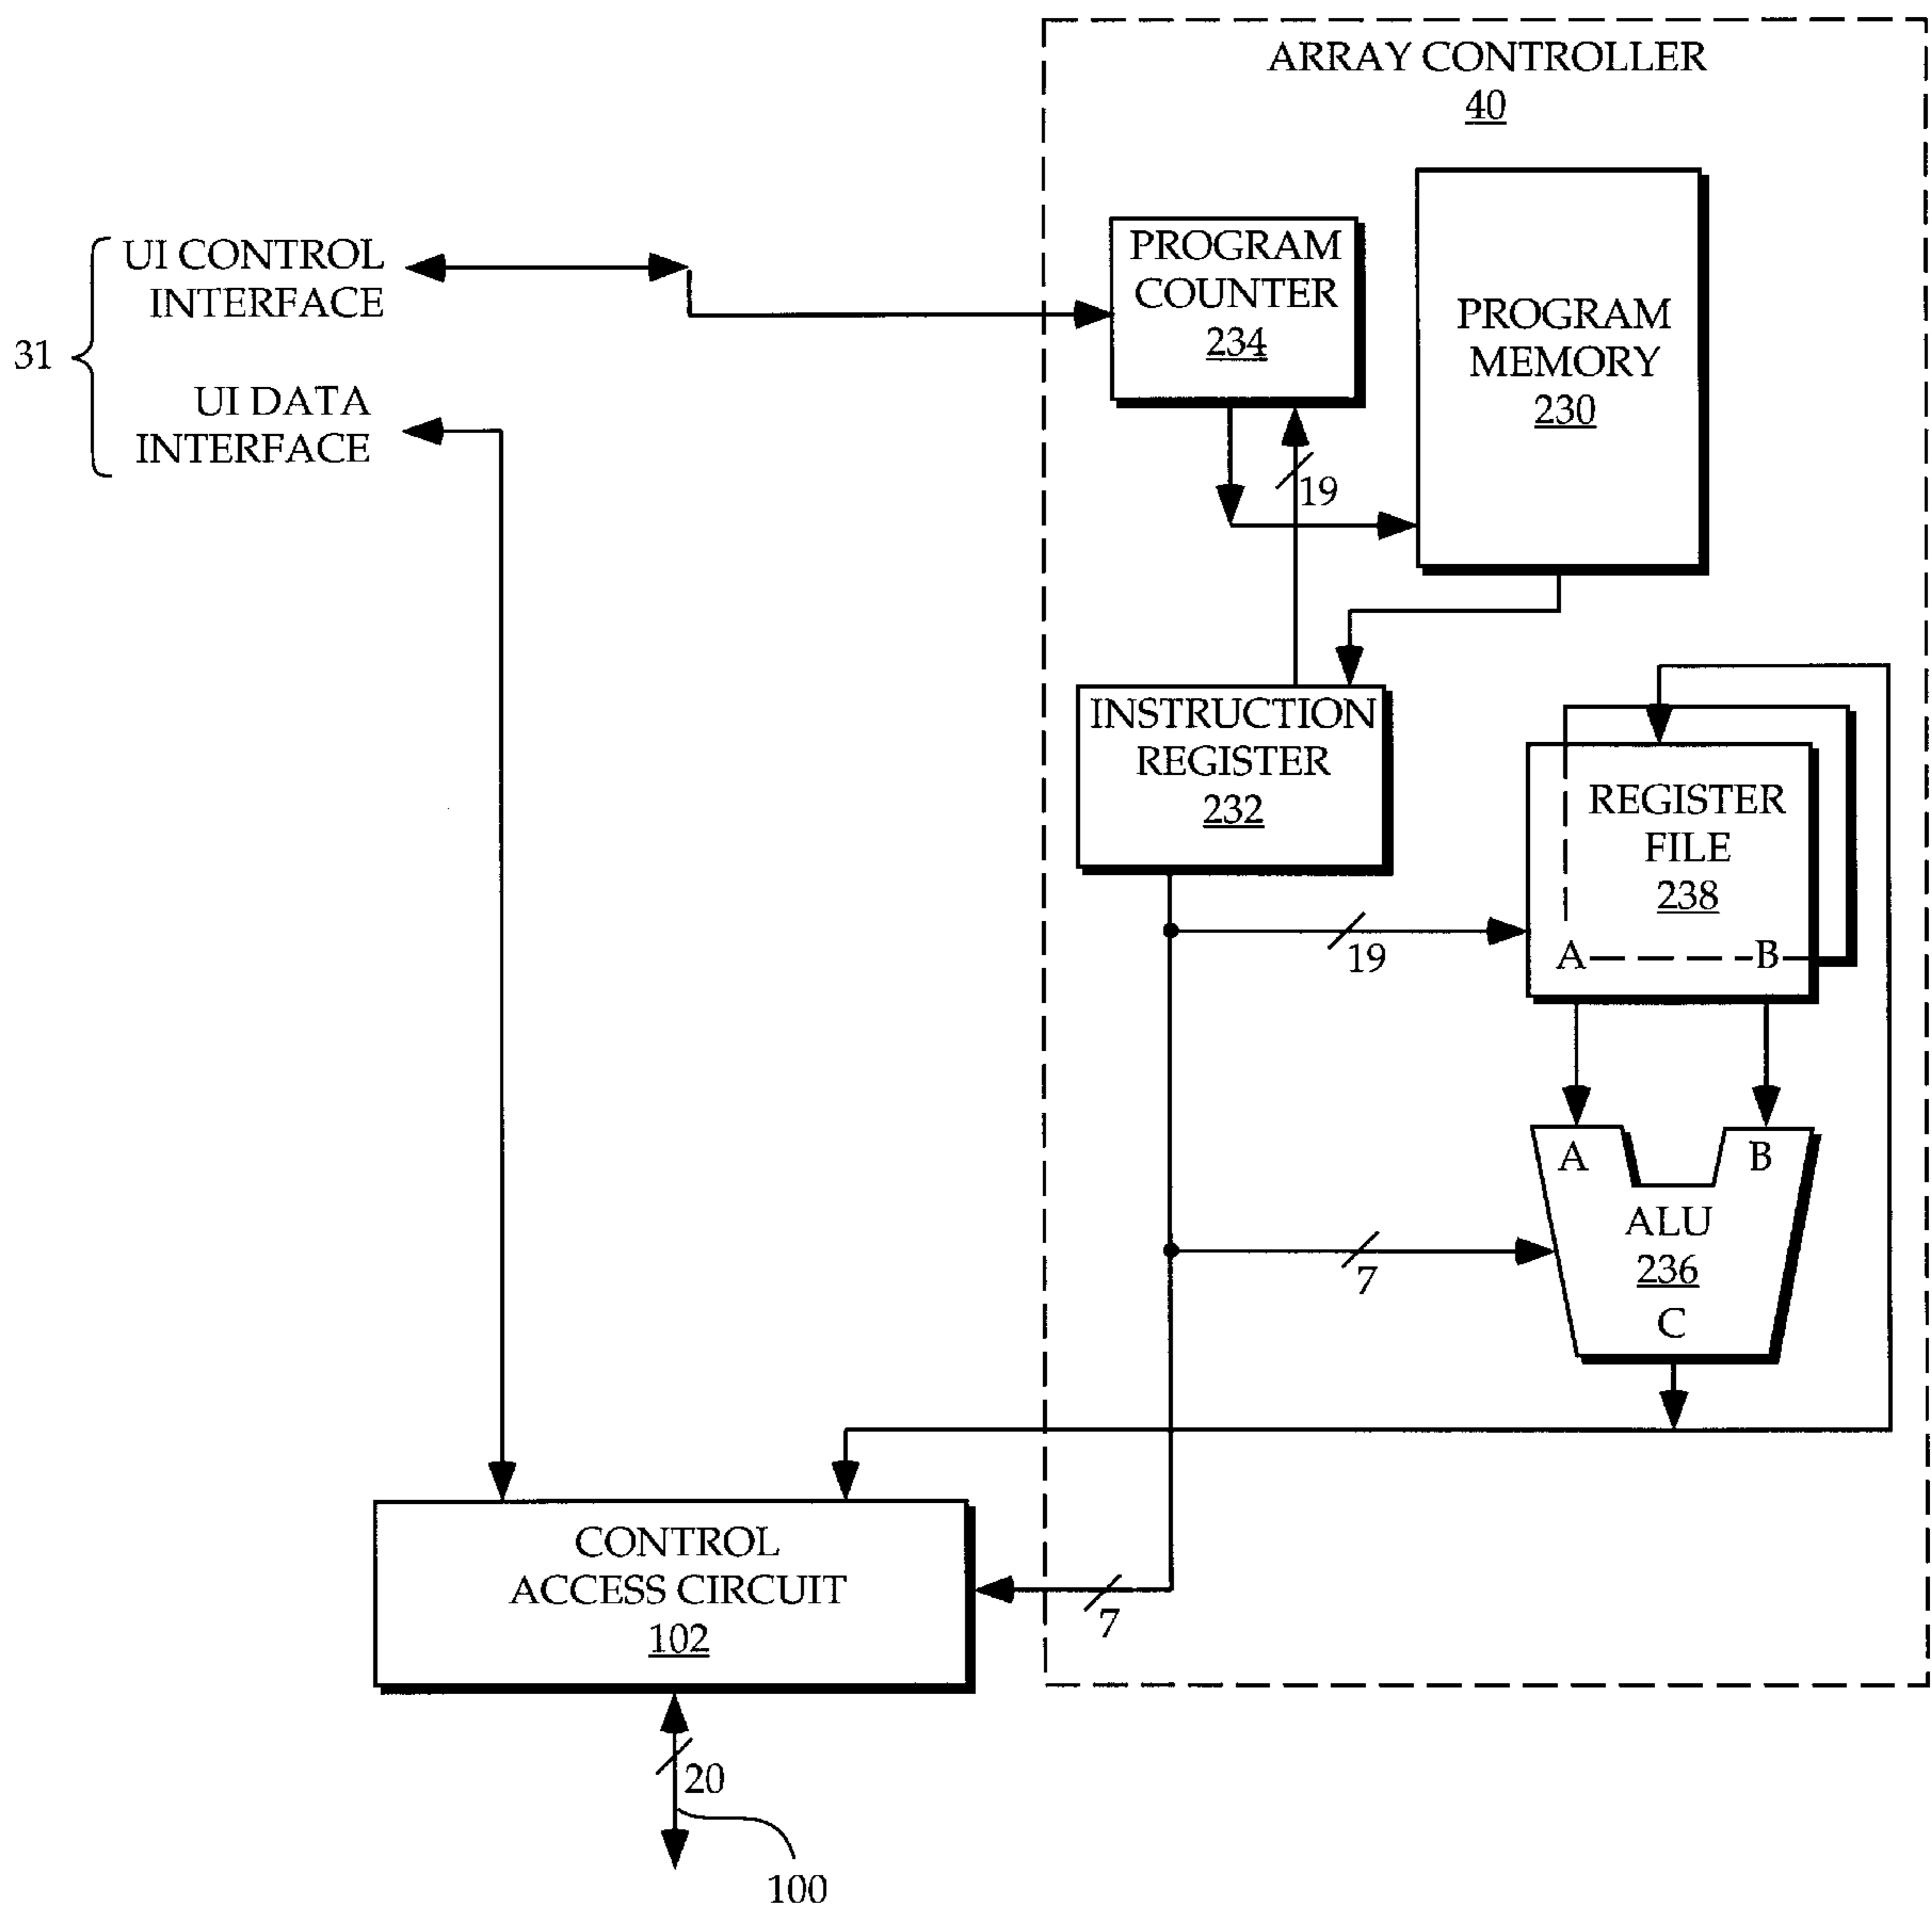 ARRAY CONTROLLER
40
31
UI CONTROL
INTERFACE
UI DATA
INTERFACE
PROGRAM
COUNTER
234
PROGRAM
MEMORY
230
19
INSTRUCTION
REGISTER
232
REGISTER
FILE
238
A
B
19
A
B
ALU
236
C
7
CONTROL
ACCESS CIRCUIT
102
7
20
100